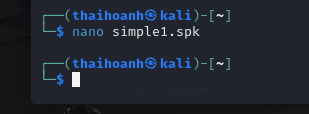 ┌──(thaihoanh㉿kali)-[~]
└─$ nano simple1.spk
┌──(thaihoanh㉿kali)-[~]
└─$